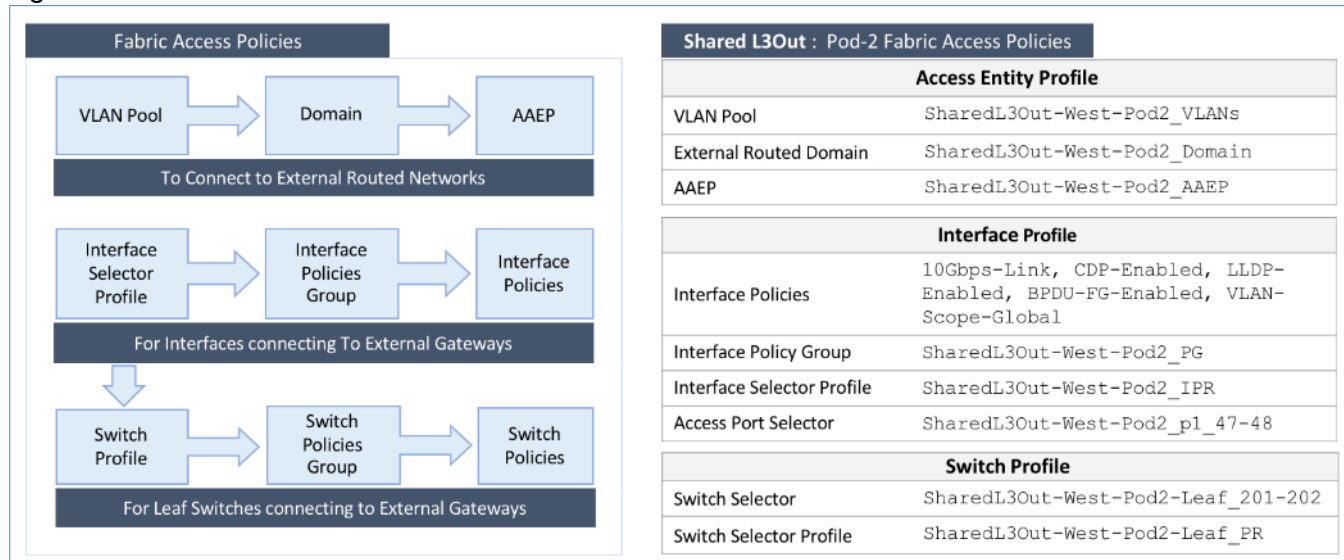 Fabric Access Policies
VLAN Pool
Domain
AAEP
To Connect to External Routed Networks
Interface
Selector
Profile
Interface
Policies
Group
Interface
Policies
For Interfaces connecting To External Gateways
Switch
Profile
Switch
Policies
Group
Switch
Policies
For Leaf Switches connecting to External Gateways
Shared L3Out : Pod-2 Fabric Access Policies
Access Entity Profile
VLAN Pool SharedL3Out-West-Pod2_VLANs
External Routed Domain SharedL3Out-West-Pod2_Domain
AAEP SharedL3Out-West-Pod2_AAEP
Interface Profile
Interface Policies 10Gbps-Link, CDP-Enabled, LLDP-
Enabled, BPDU-FG-Enabled, VLAN-
Scope-Global
Interface Policy Group SharedL3Out-West-Pod2_PG
Interface Selector Profile SharedL3Out-West-Pod2_IPR
Access Port Selector SharedL3Out-West-Pod2_p1_47-48
Switch Profile
Switch Selector SharedL3Out-West-Pod2-Leaf_201-202
Switch Selector Profile SharedL3Out-West-Pod2-Leaf_PR